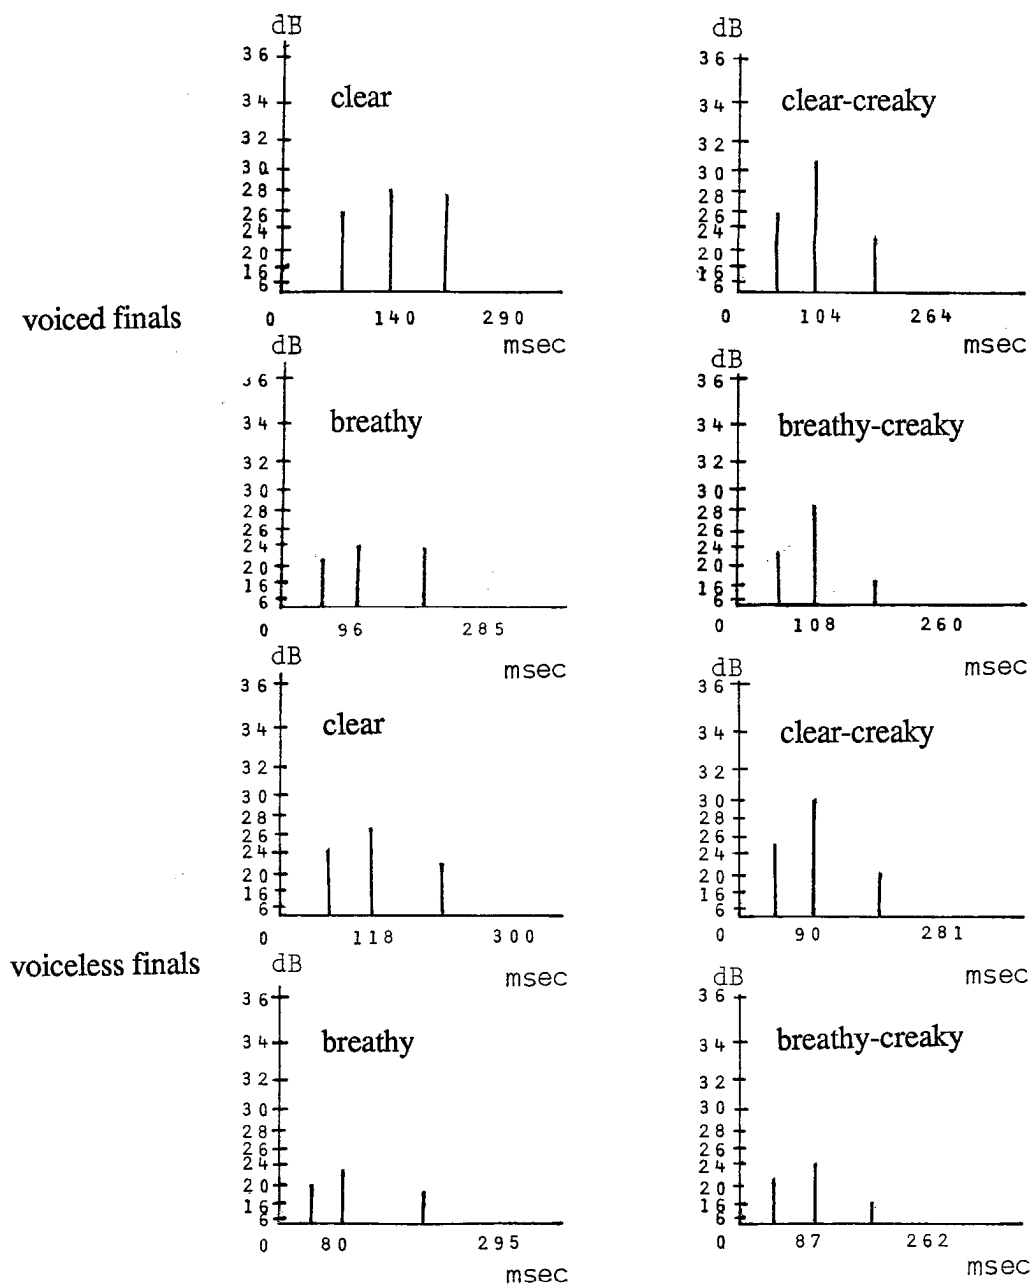 dB
36
34
32
30
28
26
24
20
16
6
clear
0 140 290
msec
dB
36
34
32
30
28
26
24
20
16
6
clear-creaky
0 104 264
msec
voiced finals
dB
36
34
32
30
28
26
24
20
16
6
breathy
0 96 285
msec
dB
36
34
32
30
28
26
24
20
16
6
breathy-creaky
0 108 260
msec
dB
36
34
32
30
28
26
24
20
16
6
clear
0 118 300
msec
dB
36
34
32
30
28
26
24
20
16
6
clear-creaky
0 90 281
msec
voiceless finals
dB
36
34
32
30
28
26
24
20
16
6
breathy
0 80 295
msec
dB
36
34
32
30
28
26
24
20
16
6
breathy-creaky
0 87 262
msec